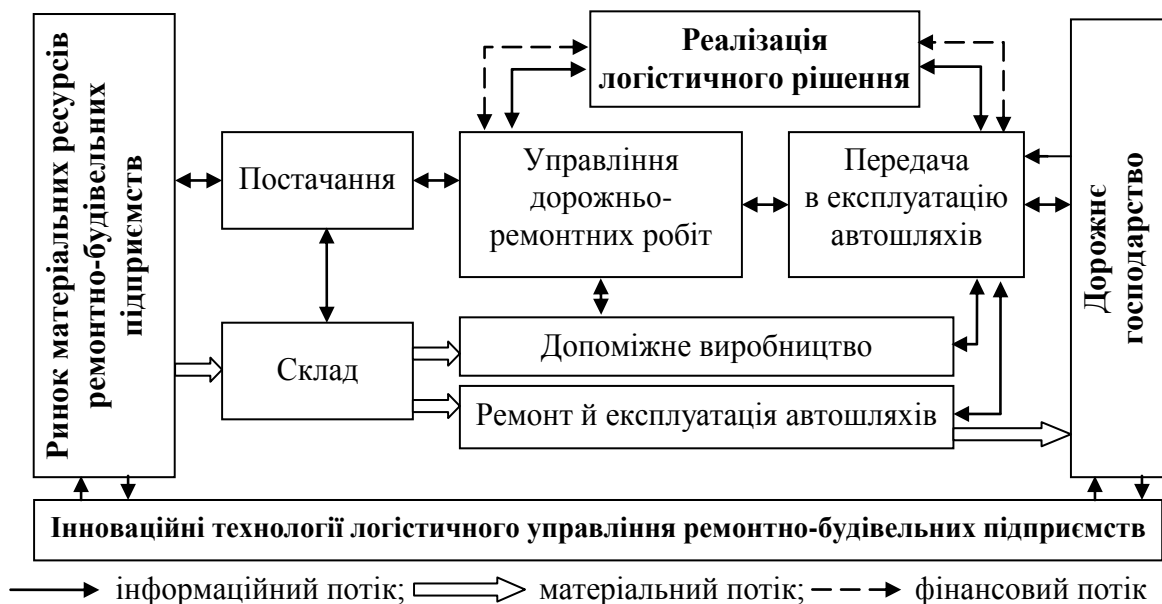 Ринок матеріальних ресурсів
ремонтно-будівельних
підприємств
Реалізація
логістичного рішення
Постачання
Управління
дорожньо-
ремонтних робіт
Передача
в експлуатацію
автошляхів
Дорожнє
господарство
Склад
Допоміжне виробництво
Ремонт й експлуатація автошляхів
Інноваційні технології логістичного управління ремонтно-будівельних підприємств
інформаційний потік; матеріальний потік; фінансовий потік